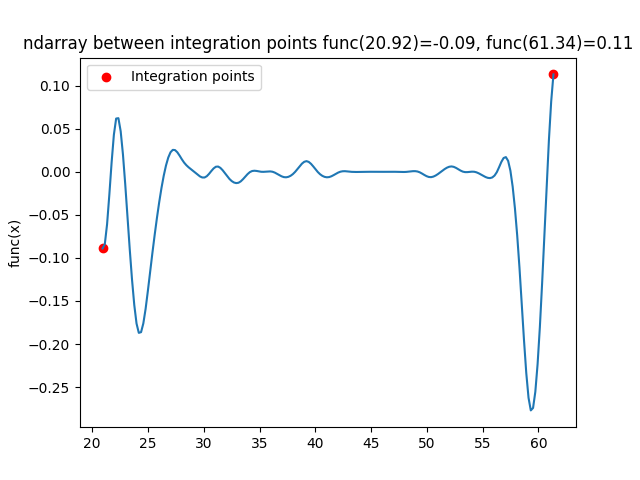 ndarray between integration points func(20.92)=-0.09, func(61.34)=0.11
Integration points
0.10
0.05
0.00
−0.05
−0.10
−0.15
−0.20
−0.25
func(x)
20 25 30 35 40 45 50 55 60